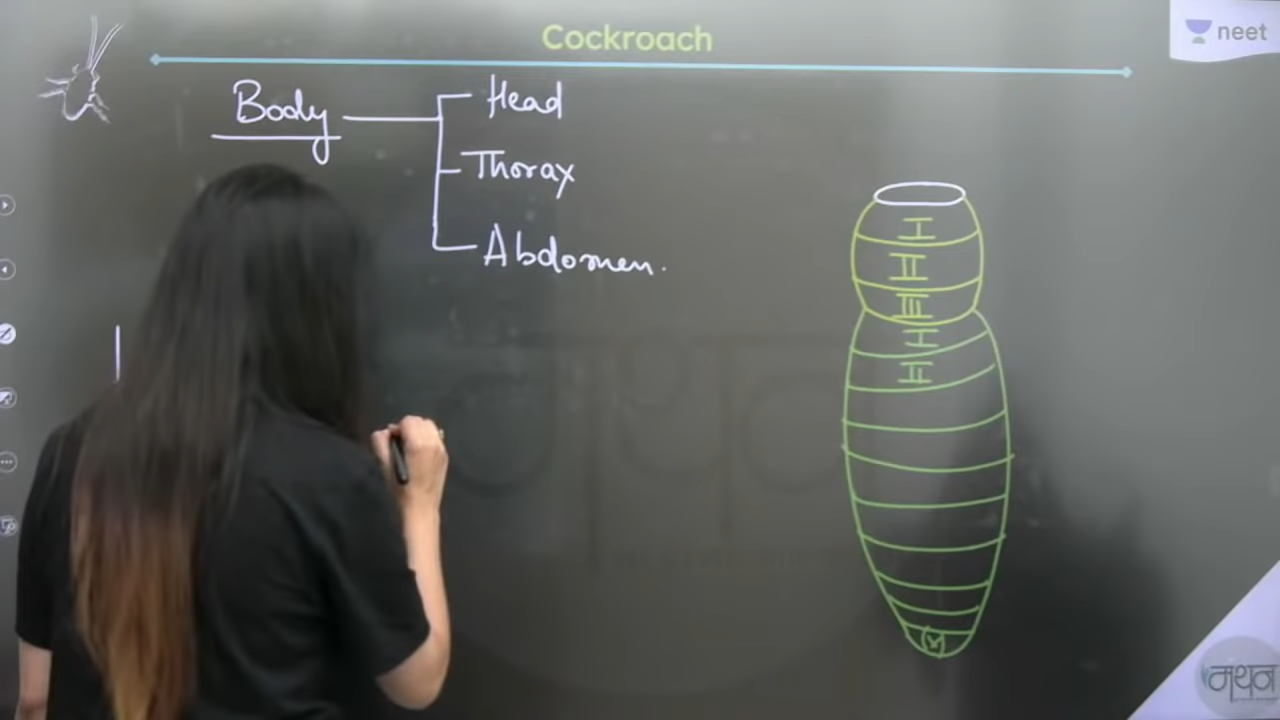 Cockroach
neet
Body
Head
Thorax
Abdomen.
I
II
III
I
II
(X)
मंथन